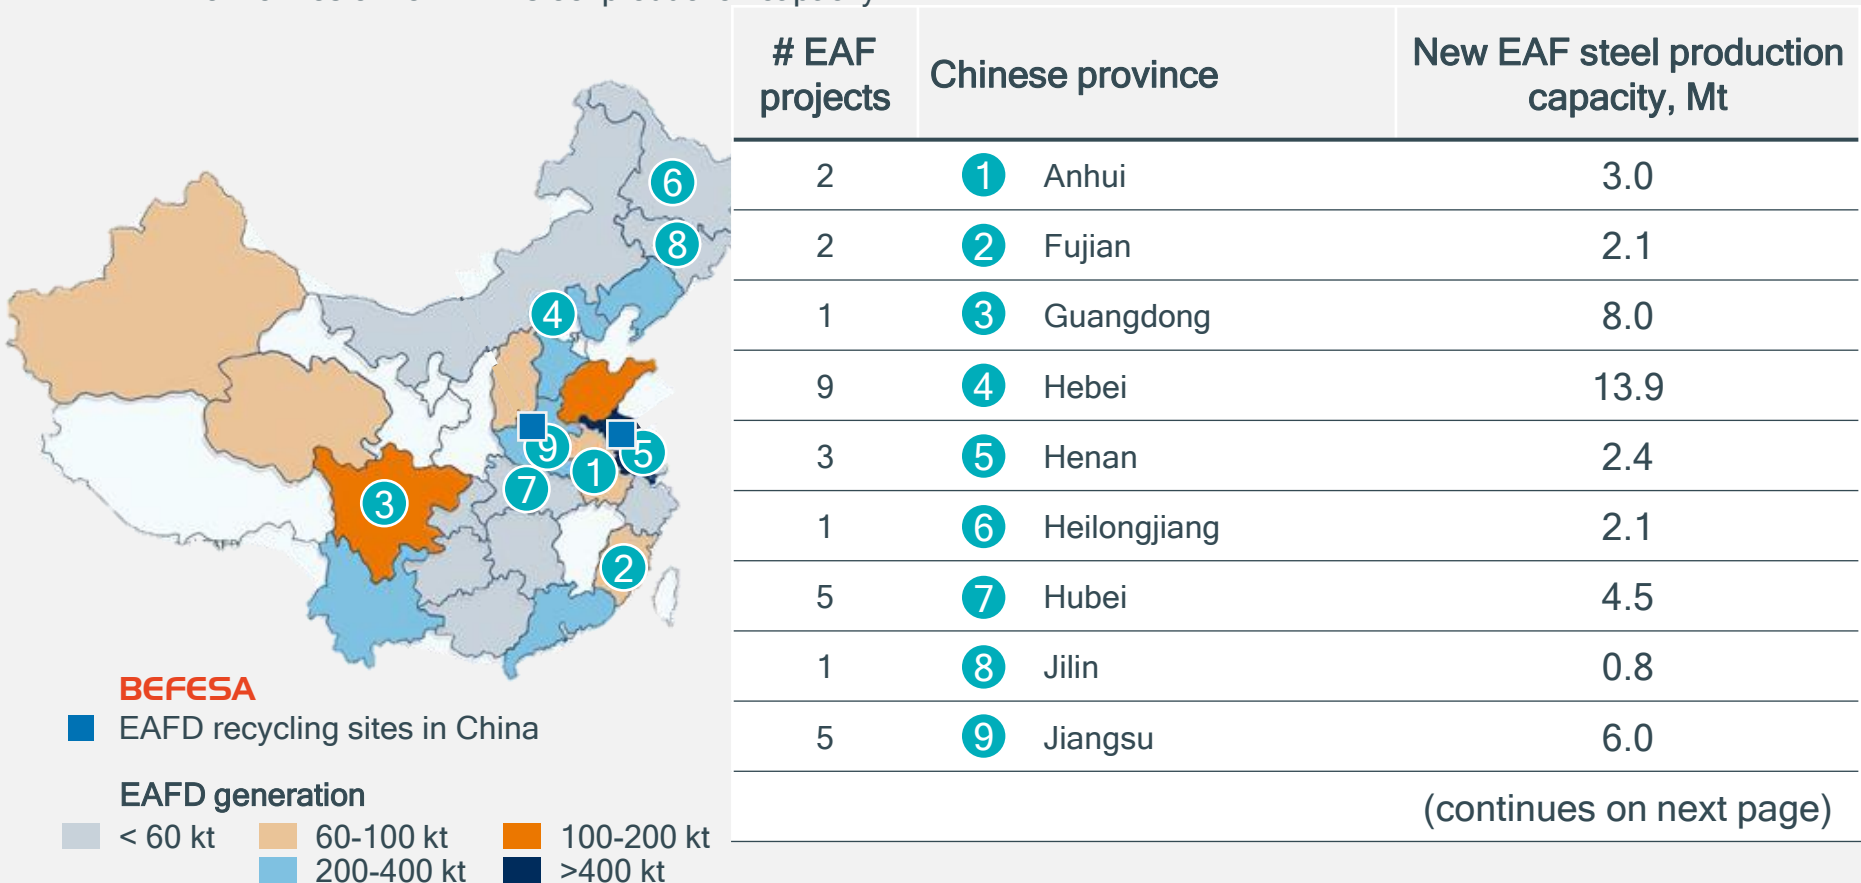 # EAF projects
Chinese province
New EAF steel production capacity, Mt
2 1 Anhui 3.0
2 2 Fujian 2.1
1 3 Guangdong 8.0
9 4 Hebei 13.9
3 5 Henan 2.4
1 6 Heilongjiang 2.1
5 7 Hubei 4.5
1 8 Jilin 0.8
5 9 Jiangsu 6.0
(continues on next page)
6
8
4
9
5
1
7
3
2
BEFESA
EAFD recycling sites in China
EAFD generation
< 60 kt 60-100 kt 100-200 kt
200-400 kt >400 kt